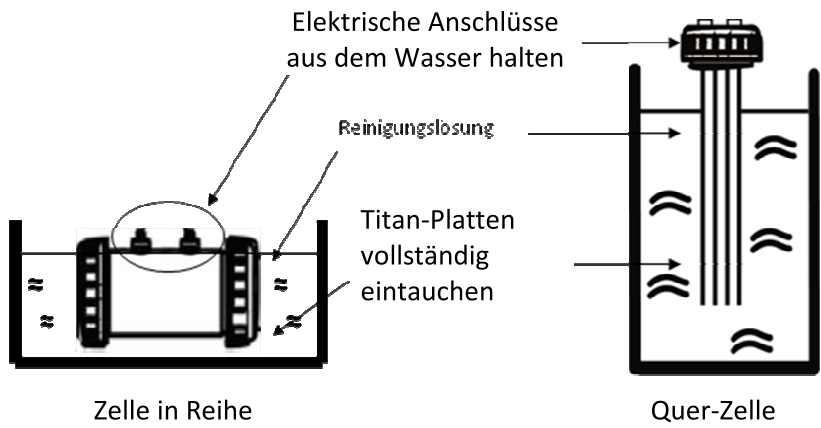 Elektrische Anschlüsse
aus dem Wasser halten
Reinigungslösung
Titan-Platten
vollständig
eintauchen
Zelle in Reihe
Quer-Zelle